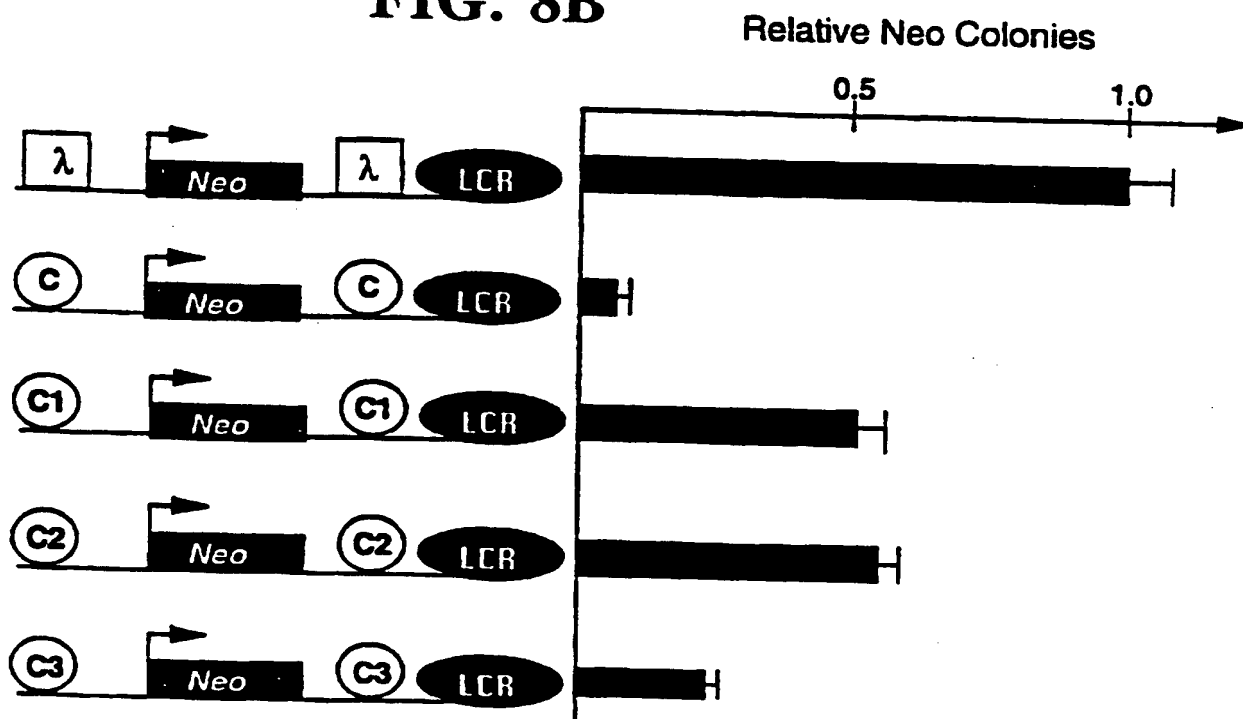 FIG. 8B
Relative Neo Colonies
0.5 1.0
λ Neo λ LCR
C Neo C LCR
C1 Neo C1 LCR
C2 Neo C2 LCR
C3 Neo C3 LCR